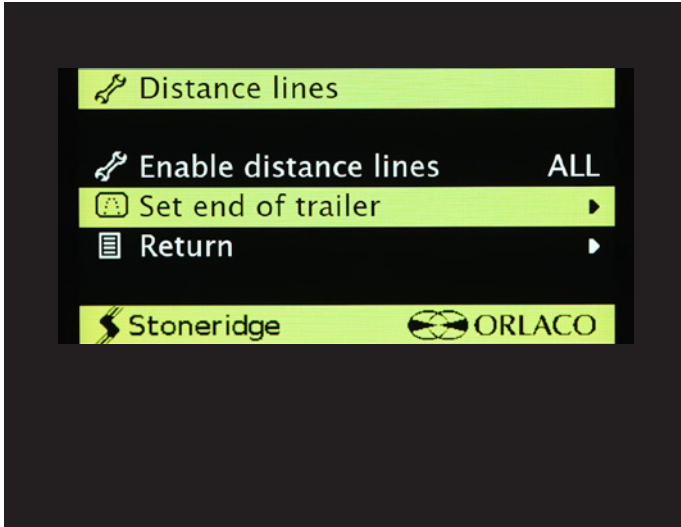 Distance lines
Enable distance lines ALL
Set end of trailer
Return
Stoneridge ORLACO